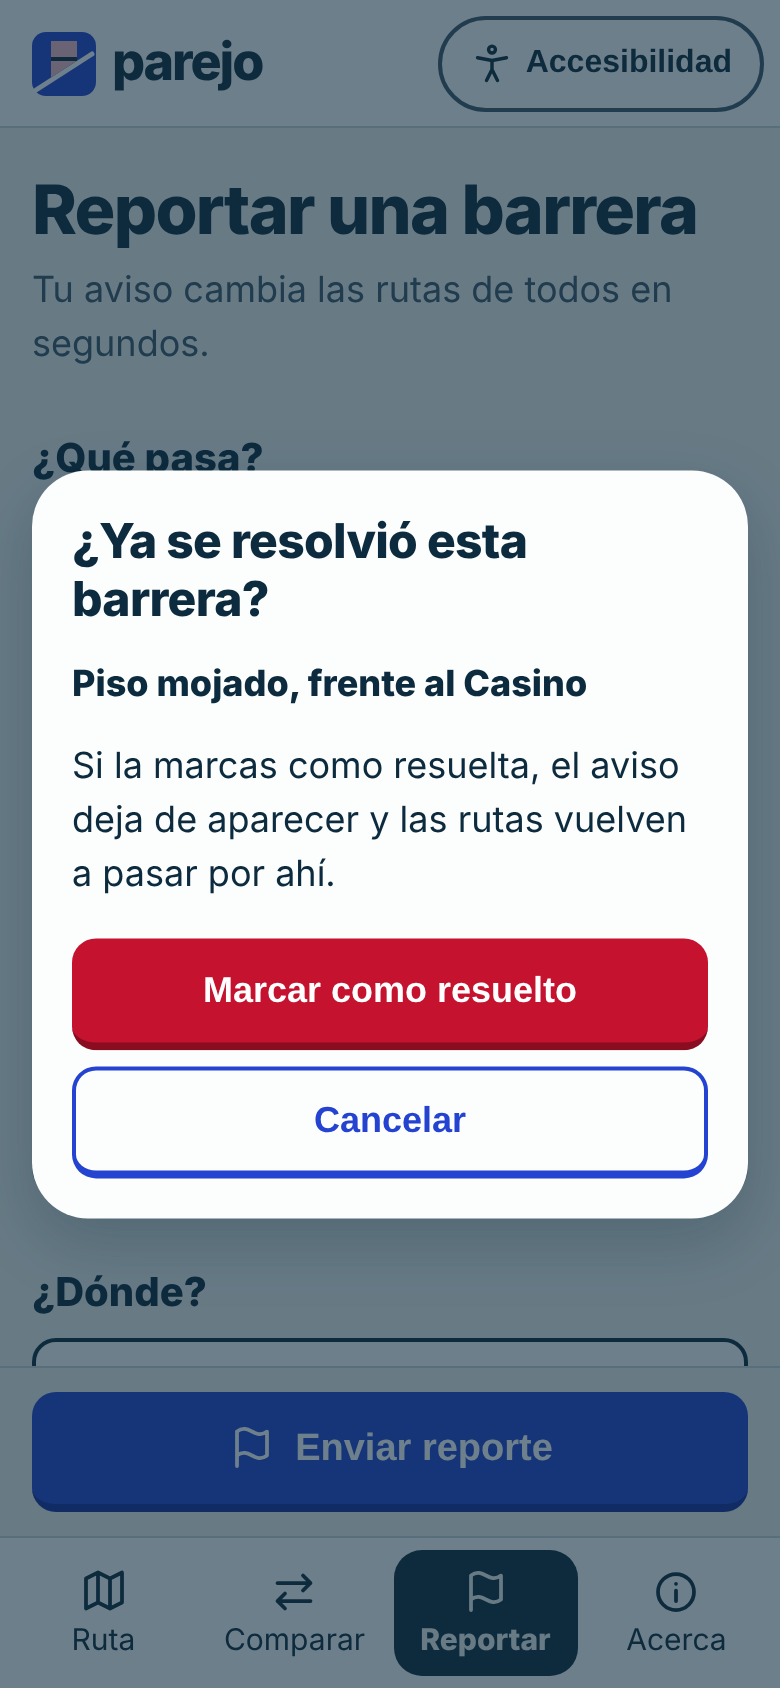 parejo
Accesibilidad
Reportar una barrera
Tu aviso cambia las rutas de todos en
segundos.
¿Qué pasa?
¿Ya se resolvió esta
barrera?
Piso mojado, frente al Casino
Si la marcas como resuelta, el aviso
deja de aparecer y las rutas vuelven
a pasar por ahí.
Marcar como resuelto
Cancelar
¿Dónde?
Enviar reporte
Ruta
Comparar
Reportar
Acerca